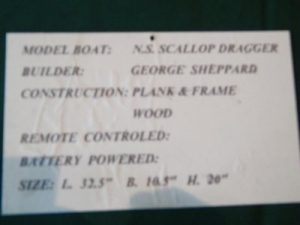 MODEL BOAT: N.S. SCALLOP DRAGGER
BUILDER: GEORGE SHEPPARD
CONSTRUCTION: PLANK & FRAME
WOOD
REMOTE CONTROLED:
BATTERY POWERED:
SIZE: L. 32.5" B. 10.5" H. 20"